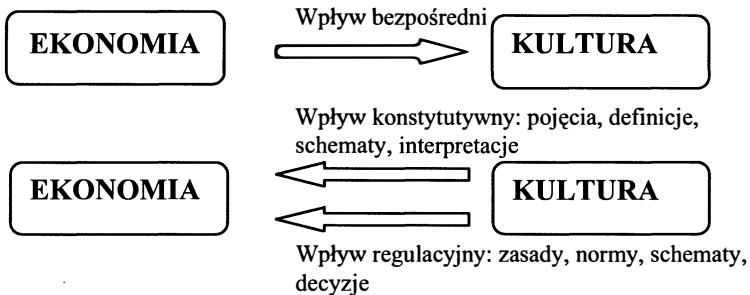 Wpływ bezpośredni
EKONOMIA
KULTURA
Wpływ konstytutywny: pojęcia, definicje,
schematy, interpretacje
EKONOMIA
KULTURA
Wpływ regulacyjny: zasady, normy, schematy,
decyzje